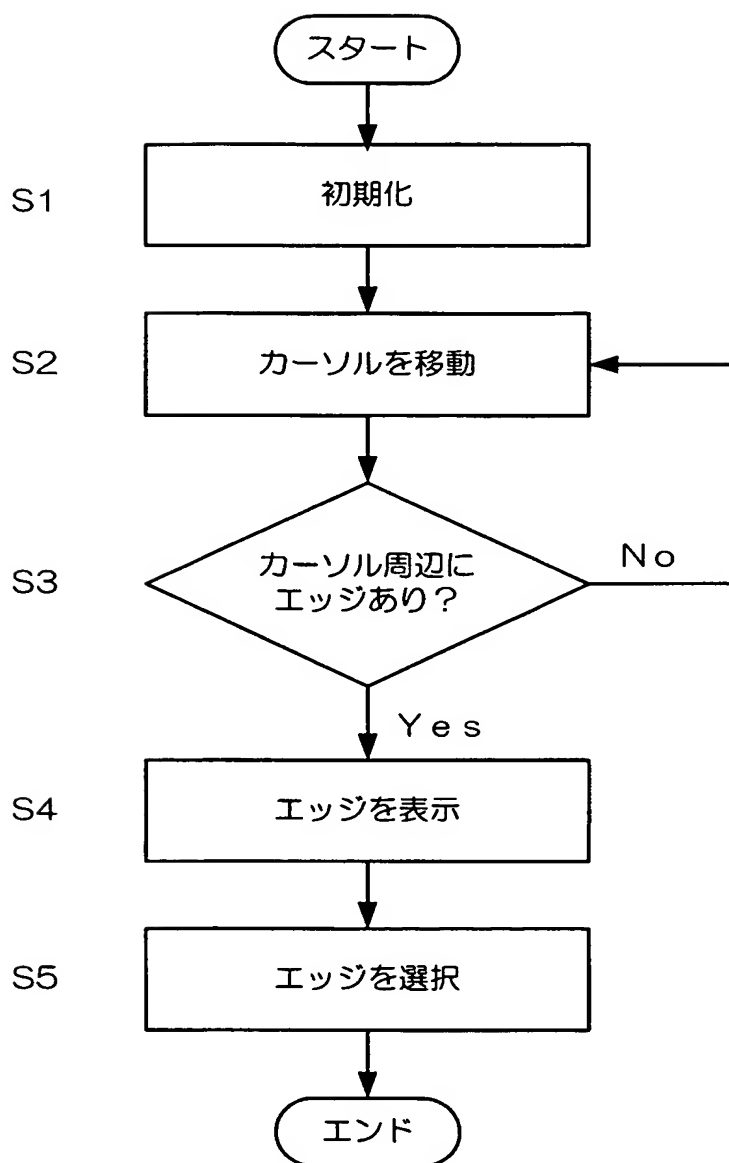 スタート
S1
初期化
S2
カーソルを移動
S3
カーソル周辺に
エッジあり？
No
Yes
S4
エッジを表示
S5
エッジを選択
エンド